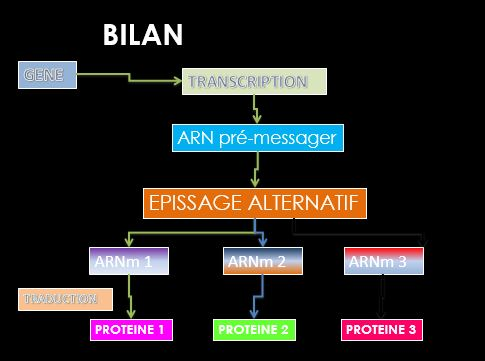 BILAN
GENE
TRANSCRIPTION
ARN pré-messager
EPISSAGE ALTERNATIF
ARNm 1
ARNm 2
ARNm 3
TRADUCTION
PROTEINE 1
PROTEINE 2
PROTEINE 3